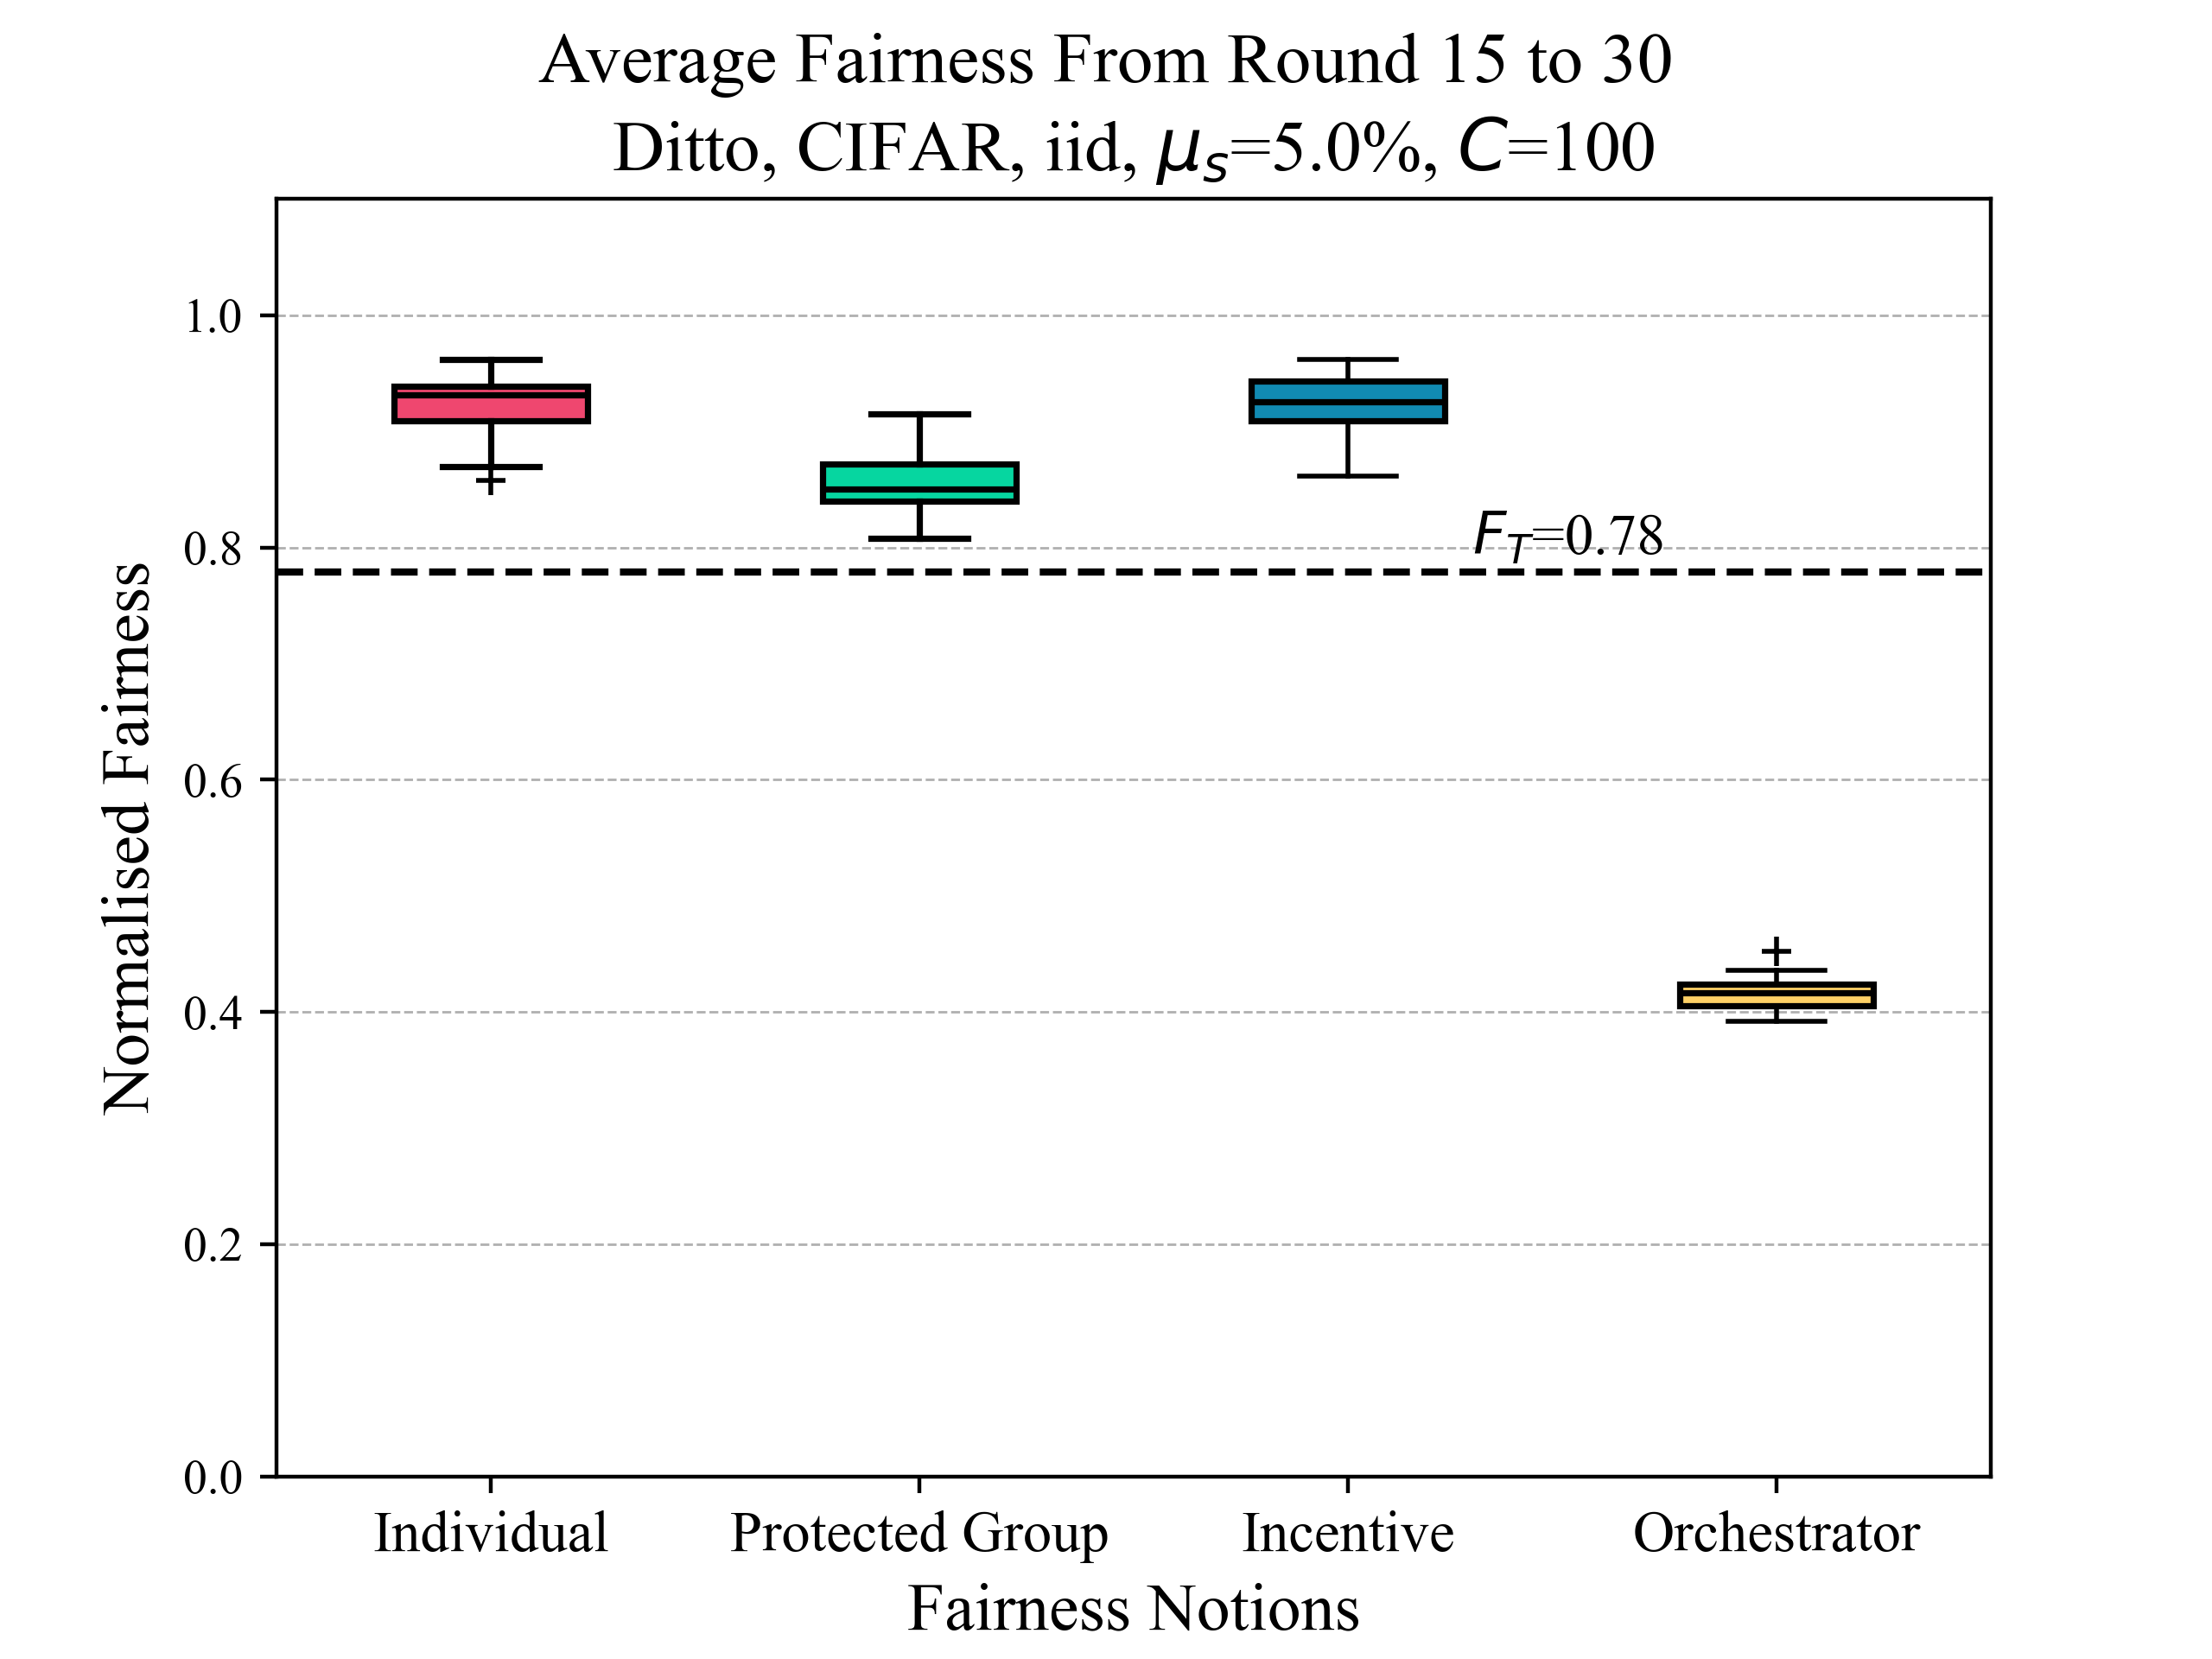 Average Fairness From Round 15 to 30
Ditto, CIFAR, iid, μₛ=5.0%, C=100
1.0
0.8
0.6
0.4
0.2
0.0
Normalised Fairness
F_T=0.78
Individual
Protected Group
Incentive
Orchestrator
Fairness Notions